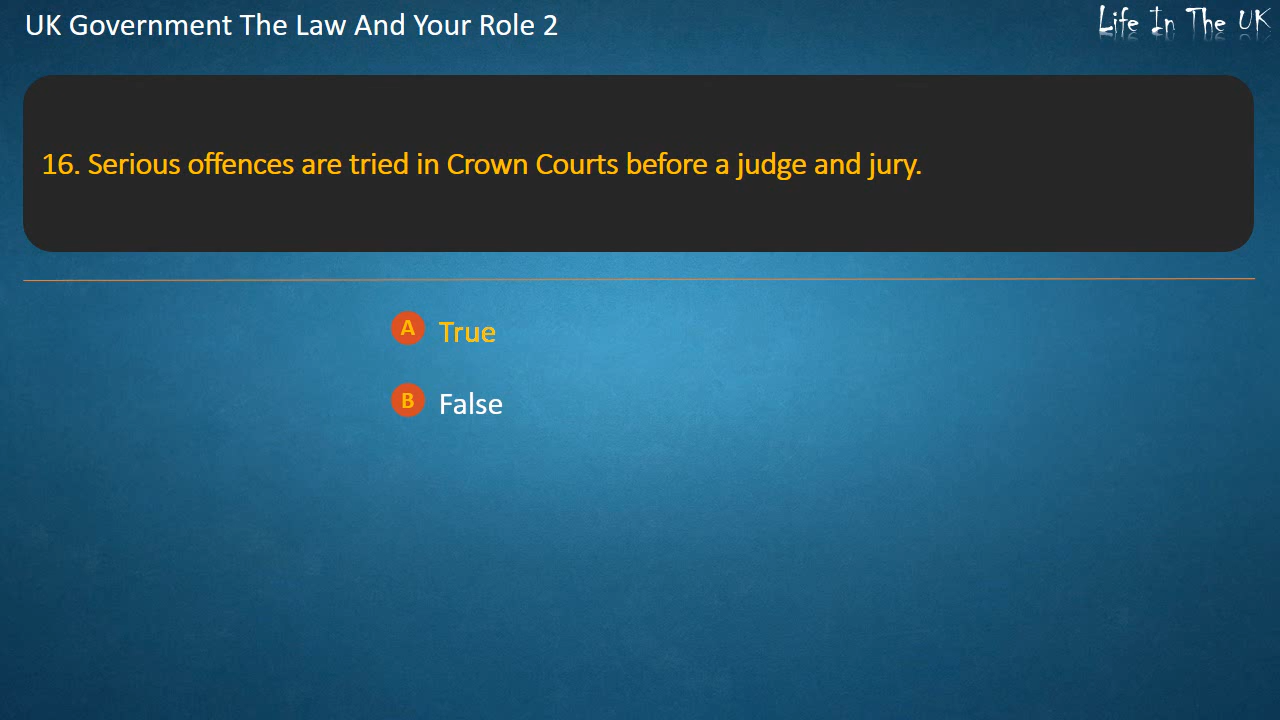 UK Government The Law And Your Role 2
Life In The UK
16. Serious offences are tried in Crown Courts before a judge and jury.
A True
B False